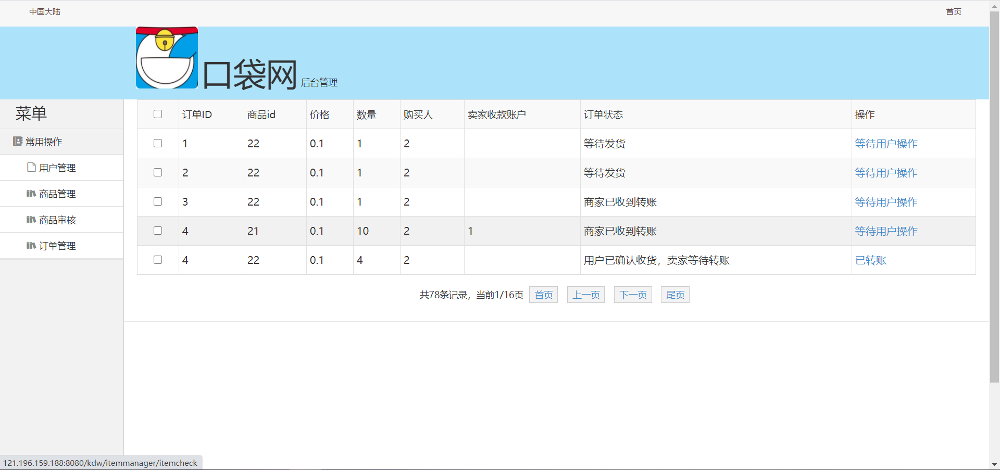 中国大陆 首页
口袋网 后台管理
菜单
常用操作
用户管理
商品管理
商品审核
订单管理
订单ID 商品id 价格 数量 购买人 卖家收款账户 订单状态 操作
1 22 0.1 1 2 等待发货 等待用户操作
2 22 0.1 1 2 等待发货 等待用户操作
3 22 0.1 1 2 商家已收到转账 等待用户操作
4 21 0.1 10 2 1 商家已收到转账 等待用户操作
4 22 0.1 4 2 用户已确认收货，卖家等待转账 已转账
共78条记录，当前1/16页 首页 上一页 下一页 尾页
121.196.159.188:8080/kdw/itemmanager/itemcheck